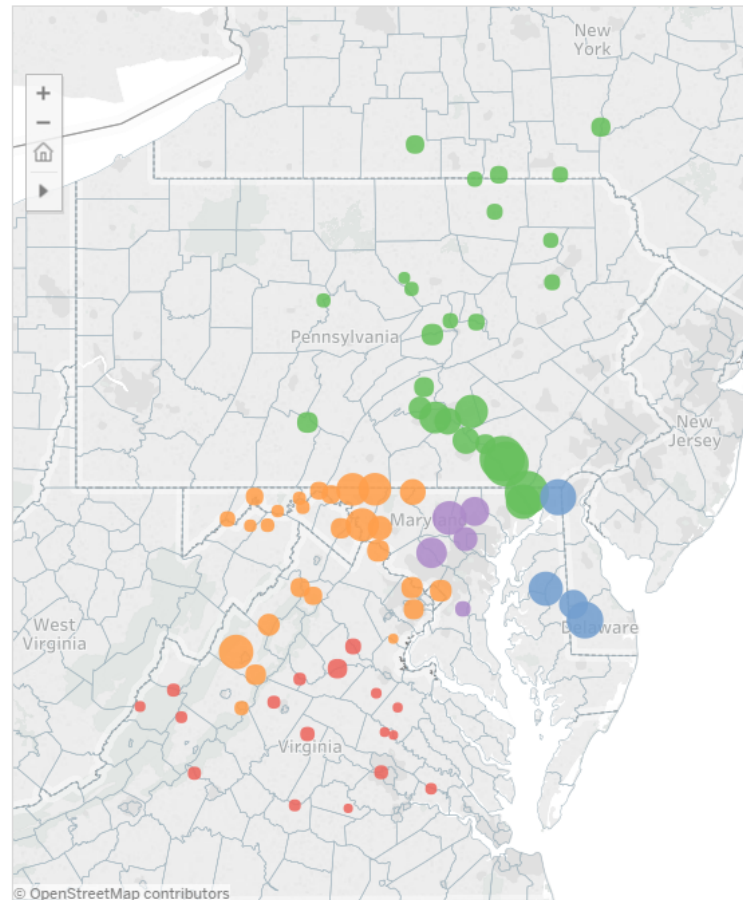 New
York
+
−
Pennsylvania
New
Jersey
Maryland
West
Virginia
Delaware
Virginia
© OpenStreetMap contributors